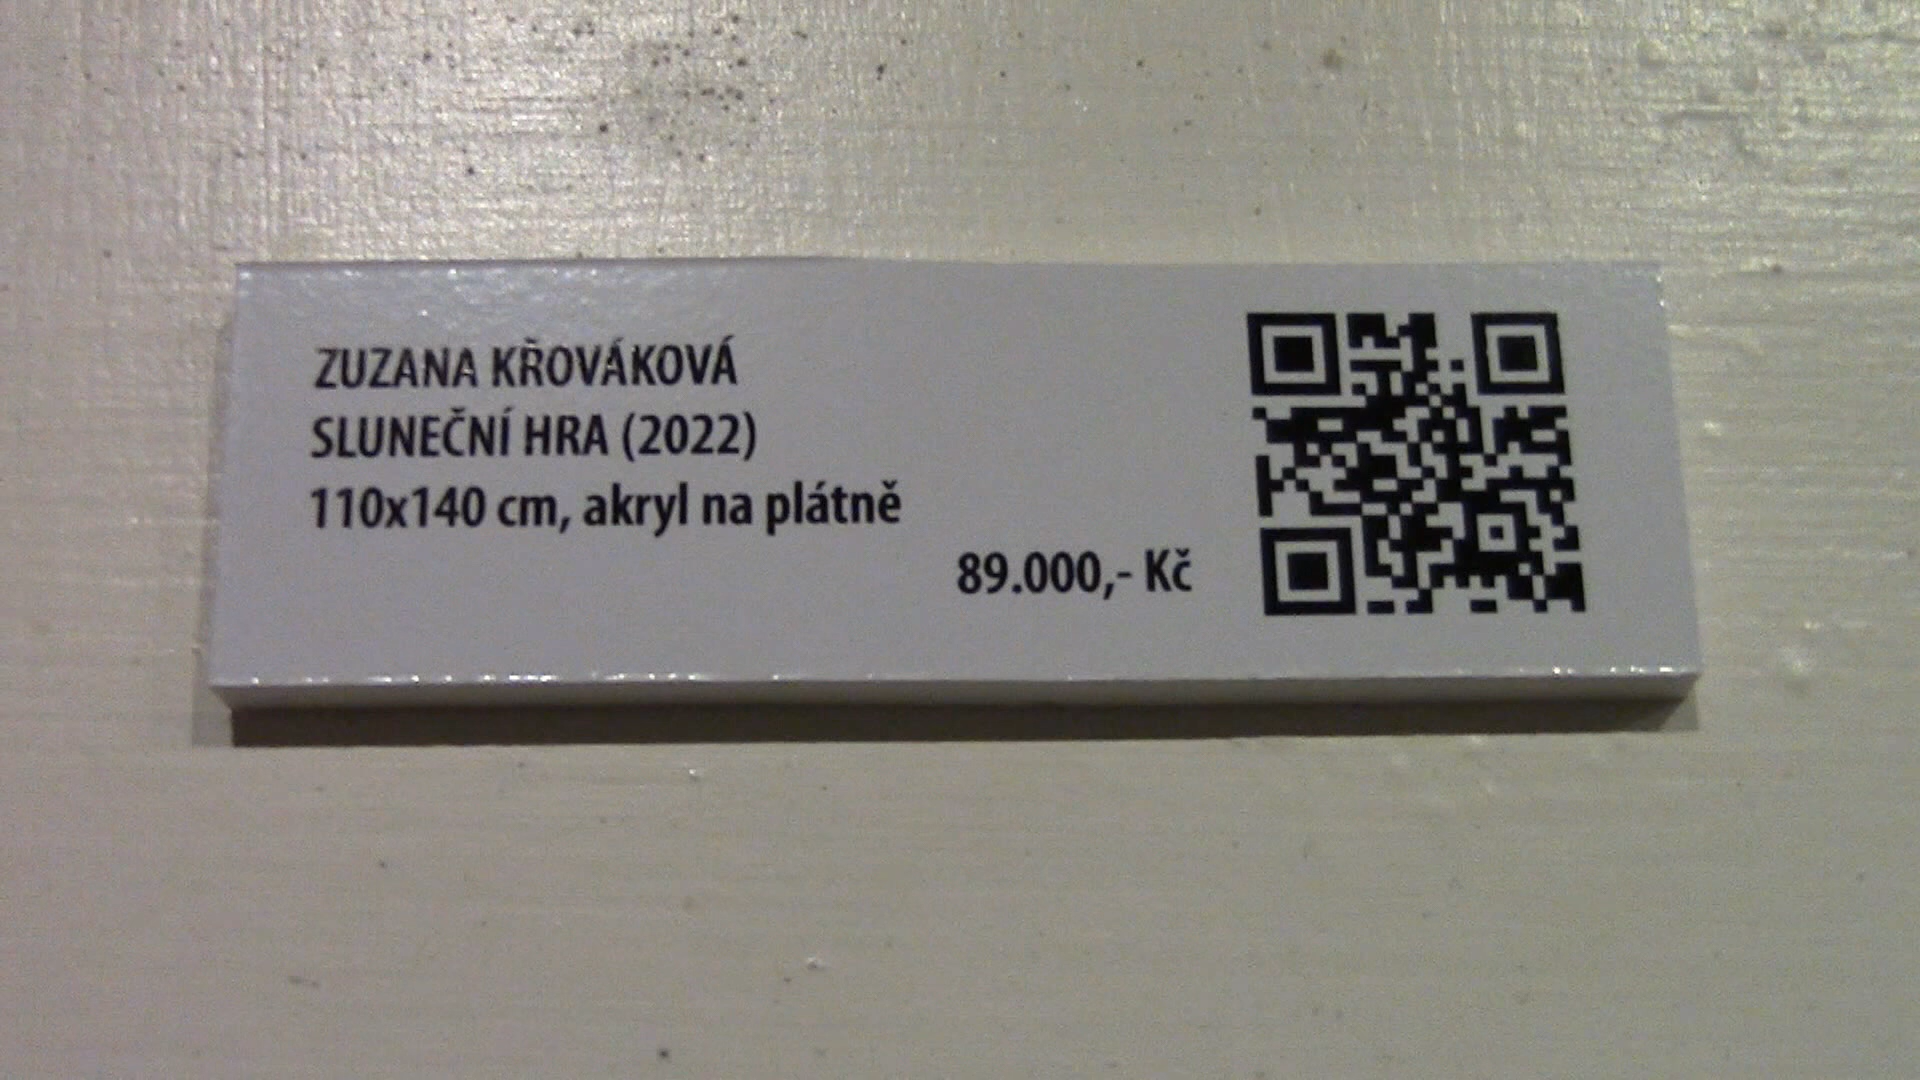 ZUZANA KŘOVÁKOVÁ
SLUNEČNÍ HRA (2022)
110x140 cm, akryl na plátně
89.000,- Kč